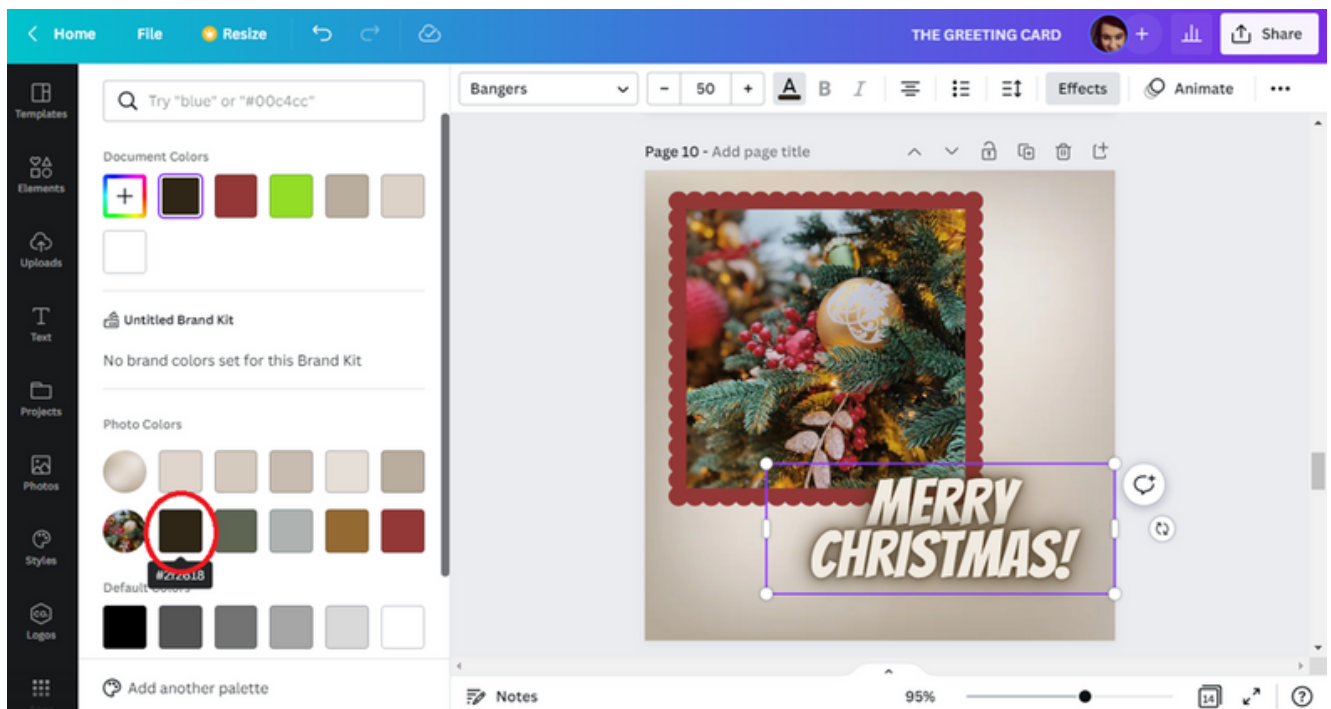 Home File Resize THE GREETING CARD + Share
Templates
Elements
Uploads
Text
Projects
Photos
Styles
CO.
Logos
Try "blue" or "#00c4cc"
Document Colors
Untitled Brand Kit
No brand colors set for this Brand Kit
Photo Colors
#2f2618
Default Colors
Add another palette
Bangers - 50 + A B I Effects Animate
Page 10 - Add page title
MERRY
CHRISTMAS!
Notes 95% 14 ?